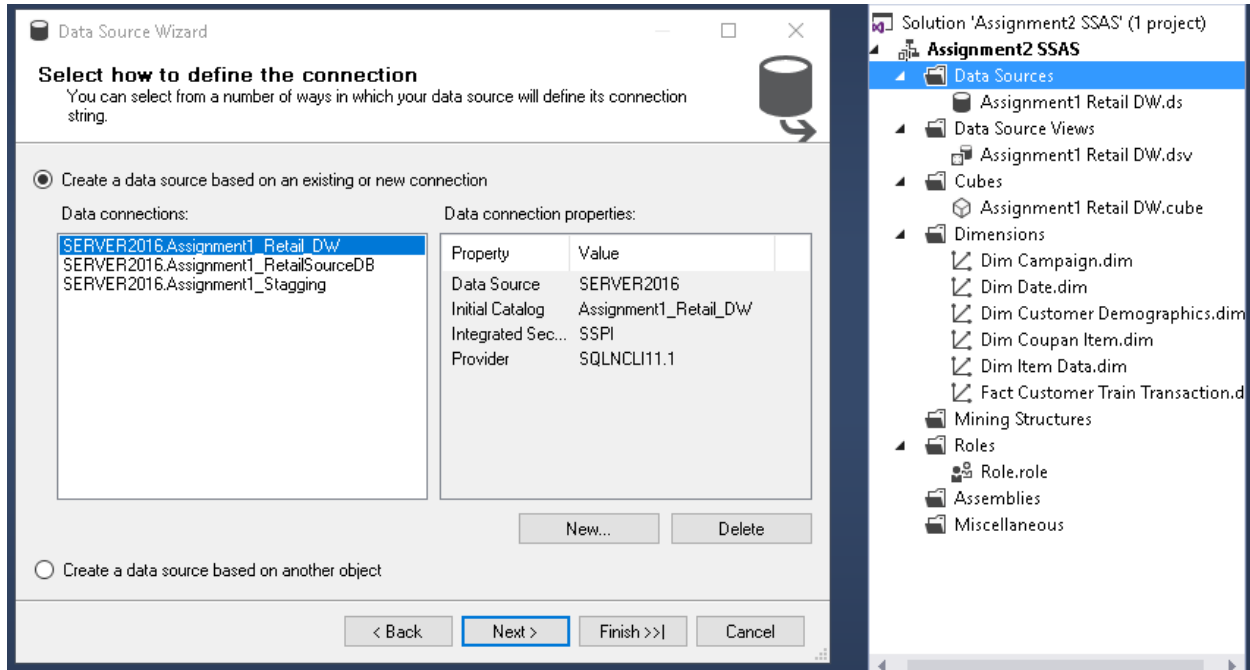 Data Source Wizard
Select how to define the connection
You can select from a number of ways in which your data source will define its connection
string.
Create a data source based on an existing or new connection
Data connections:
SERVER2016.Assignment1_Retail_DW
SERVER2016.Assignment1_RetailSourceDB
SERVER2016.Assignment1_Stagging
Data connection properties:
Property Value
Data Source SERVER2016
Initial Catalog Assignment1_Retail_DW
Integrated Sec... SSPI
Provider SQLNCLI11.1
New... Delete
Create a data source based on another object
< Back Next > Finish >>| Cancel
Solution 'Assignment2 SSAS' (1 project)
Assignment2 SSAS
Data Sources
Assignment1 Retail DW.ds
Data Source Views
Assignment1 Retail DW.dsv
Cubes
Assignment1 Retail DW.cube
Dimensions
Dim Campaign.dim
Dim Date.dim
Dim Customer Demographics.dim
Dim Coupan Item.dim
Dim Item Data.dim
Fact Customer Train Transaction.d
Mining Structures
Roles
Role.role
Assemblies
Miscellaneous